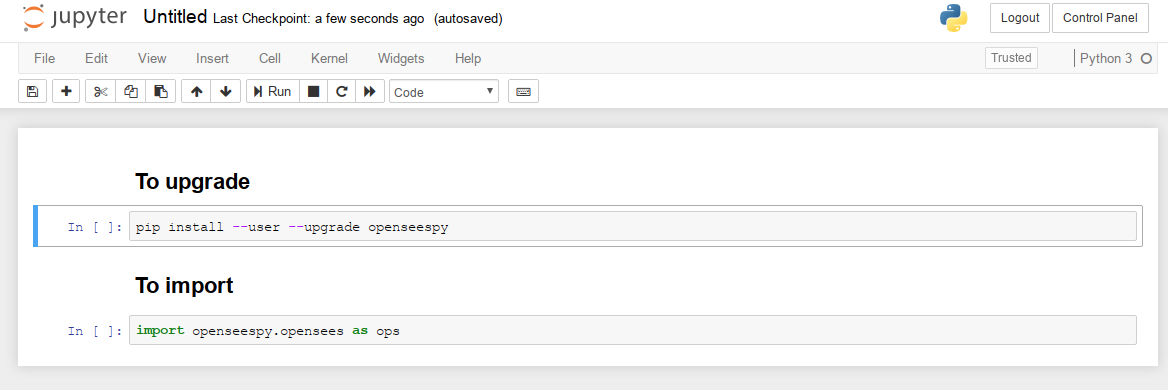 jupyter Untitled Last Checkpoint: a few seconds ago (autosaved) Logout Control Panel
File Edit View Insert Cell Kernel Widgets Help Trusted Python 3
Run Code
To upgrade
In [ ]: pip install --user --upgrade openseespy
To import
In [ ]: import openseespy.opensees as ops